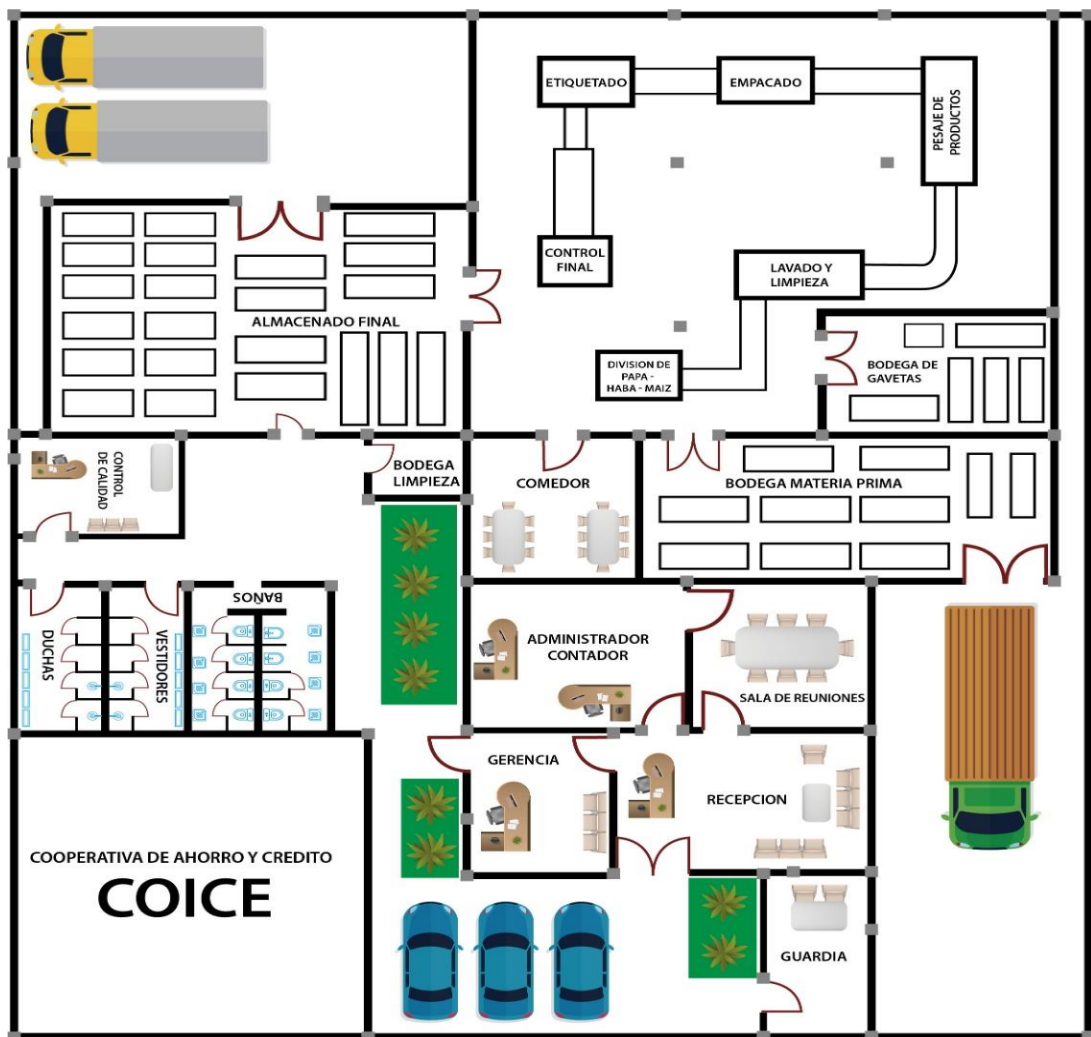 ETIQUETADO
EMPACADO
PESAJE DE
PRODUCTOS
CONTROL
FINAL
LAVADO Y
LIMPIEZA
ALMACENADO FINAL
DIVISION DE
PAPA -
HABA - MAIZ
BODEGA DE
GAVETAS
CONTROL
DE CALIDAD
BODEGA
LIMPIEZA
COMEDOR
BODEGA MATERIA PRIMA
BAÑOS
DUCHAS
VESTIDORES
ADMINISTRADOR
CONTADOR
SALA DE REUNIONES
GERENCIA
RECEPCION
COOPERATIVA DE AHORRO Y CREDITO
COICE
GUARDIA